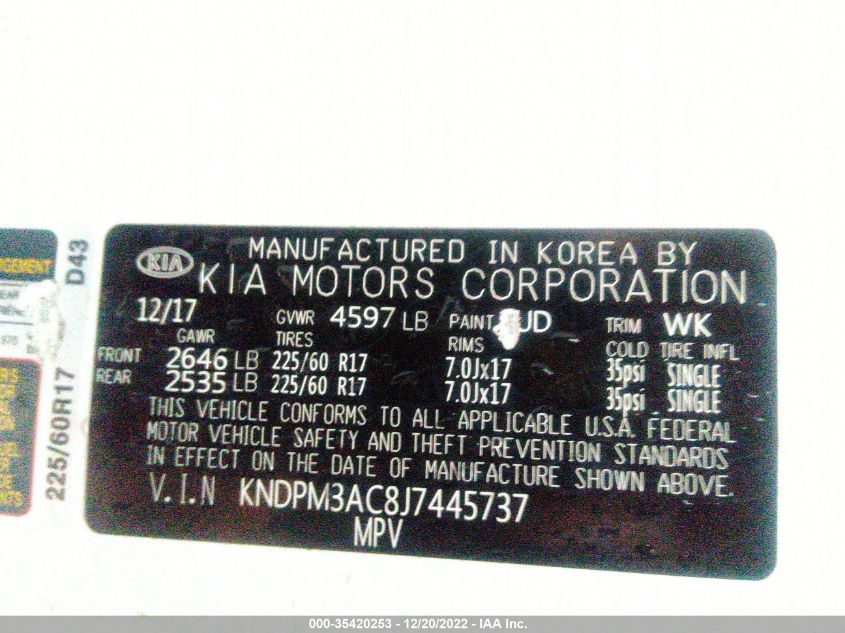 MANUFACTURED IN KOREA BY
KIA KIA MOTORS CORPORATION
12/17 GVWR 4597 LB PAINT UD TRIM WK
GAWR TIRES RIMS COLD TIRE INFL
FRONT 2646 LB 225/60 R17 7.0Jx17 35psi SINGLE
REAR 2535 LB 225/60 R17 7.0Jx17 35psi SINGLE
THIS VEHICLE CONFORMS TO ALL APPLICABLE U.S.A. FEDERAL
MOTOR VEHICLE SAFETY AND THEFT PREVENTION STANDARDS
IN EFFECT ON THE DATE OF MANUFACTURE SHOWN ABOVE.
V.I.N KNDPM3AC8J7445737
MPV
225/60R17 D43
000-35420253 - 12/20/2022 - IAA Inc.